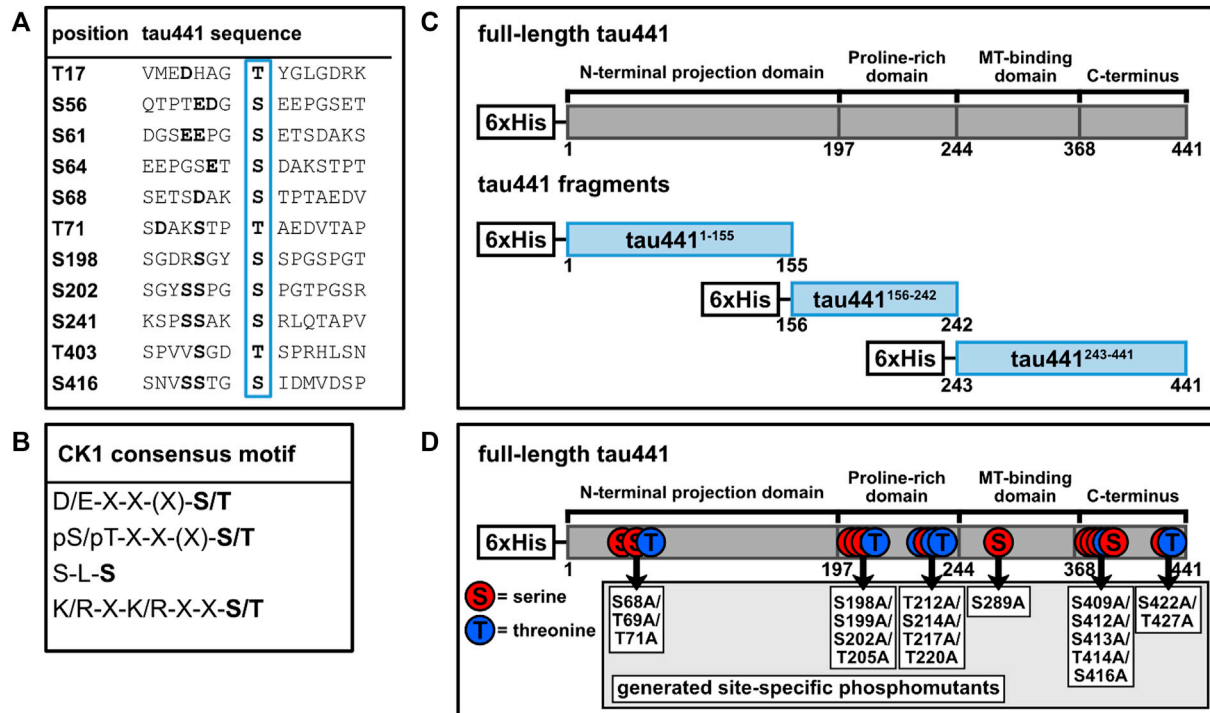 A
position tau441 sequence
T17 VMEDHAG T YGLGDRK
S56 QTPTEDG S EEPGSET
S61 DGSEEPG S ETSDAKS
S64 EEPGSET S DAKSTPT
S68 SETSDAK S TPTAEDV
T71 SDAKSTP T AEDVTAP
S198 SGDRSGY S SPGSPGT
S202 SGYSSPG S PGTPGSR
S241 KSPSSAK S RLQTAPV
T403 SPVVSGD T SPRHLSN
S416 SNVSSTG S IDMVDSP
B
CK1 consensus motif
D/E-X-X-(X)-S/T
pS/pT-X-X-(X)-S/T
S-L-S
K/R-X-K/R-X-X-S/T
C
full-length tau441
N-terminal projection domain
Proline-rich
domain
MT-binding
domain
C-terminus
6xHis
1 197 244 368 441
tau441 fragments
6xHis tau441¹⁻¹⁵⁵
1 155
6xHis tau441¹⁵⁶⁻²⁴²
156 242
6xHis tau441²⁴³⁻⁴⁴¹
243 441
D
full-length tau441
N-terminal projection domain
Proline-rich
domain
MT-binding
domain
C-terminus
6xHis S S T T T S S T
1 197 244 368 441
S = serine
T = threonine
S68A/
T69A/
T71A
S198A/
S199A/
S202A/
T205A
T212A/
S214A/
T217A/
T220A
S289A
S409A/
S412A/
S413A/
T414A/
S416A
S422A/
T427A
generated site-specific phosphomutants